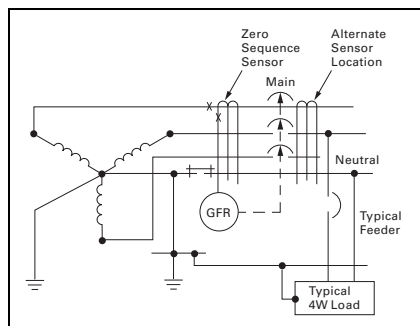 Zero
Sequence
Sensor
Alternate
Sensor
Location
Main
Neutral
GFR
Typical
Feeder
Typical
4W Load